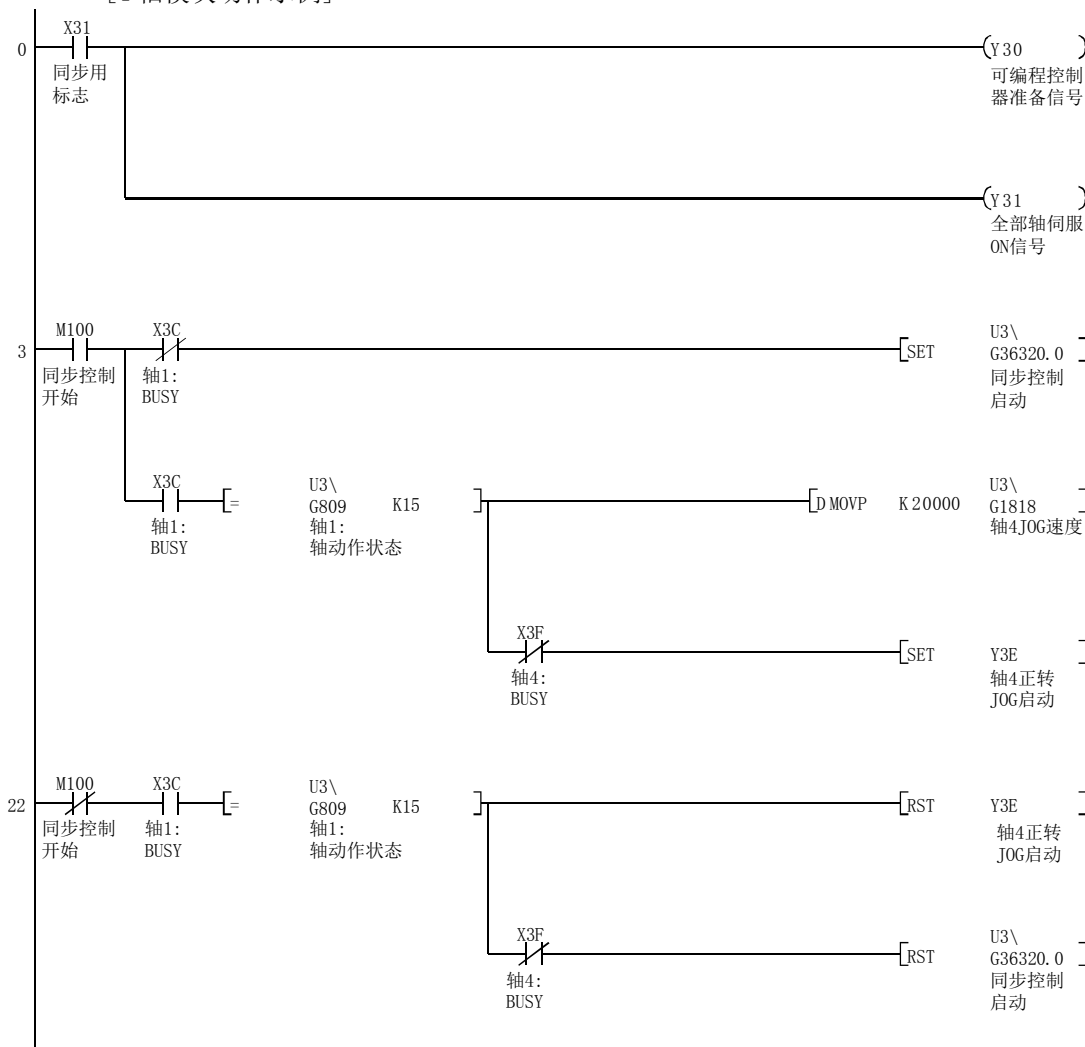 X31
0
Y30
同步用
标志
可编程控制
器准备信号
Y31
全部轴伺服
ON信号
M100 X3C
3
SET U3\
G36320.0
同步控制
开始
轴1:
BUSY
同步控制
启动
X3C
= U3\
G809 K15
DMOVP K20000 U3\
G1818
轴1:
BUSY
轴1:
轴动作状态
轴4JOG速度
X3F
SET Y3E
轴4:
BUSY
轴4正转
JOG启动
M100 X3C
22
= U3\
G809 K15
RST Y3E
同步控制
开始
轴1:
BUSY
轴1:
轴动作状态
轴4正转
JOG启动
X3F
RST U3\
G36320.0
轴4:
BUSY
同步控制
启动